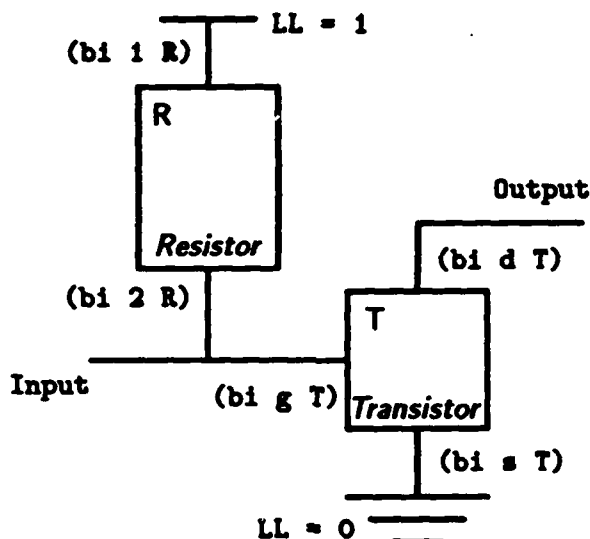 LL = 1
(bi 1 R)
R
Output
Resistor
(bi d T)
(bi 2 R)
T
Input
(bi g T)
Transistor
(bi s T)
LL = 0